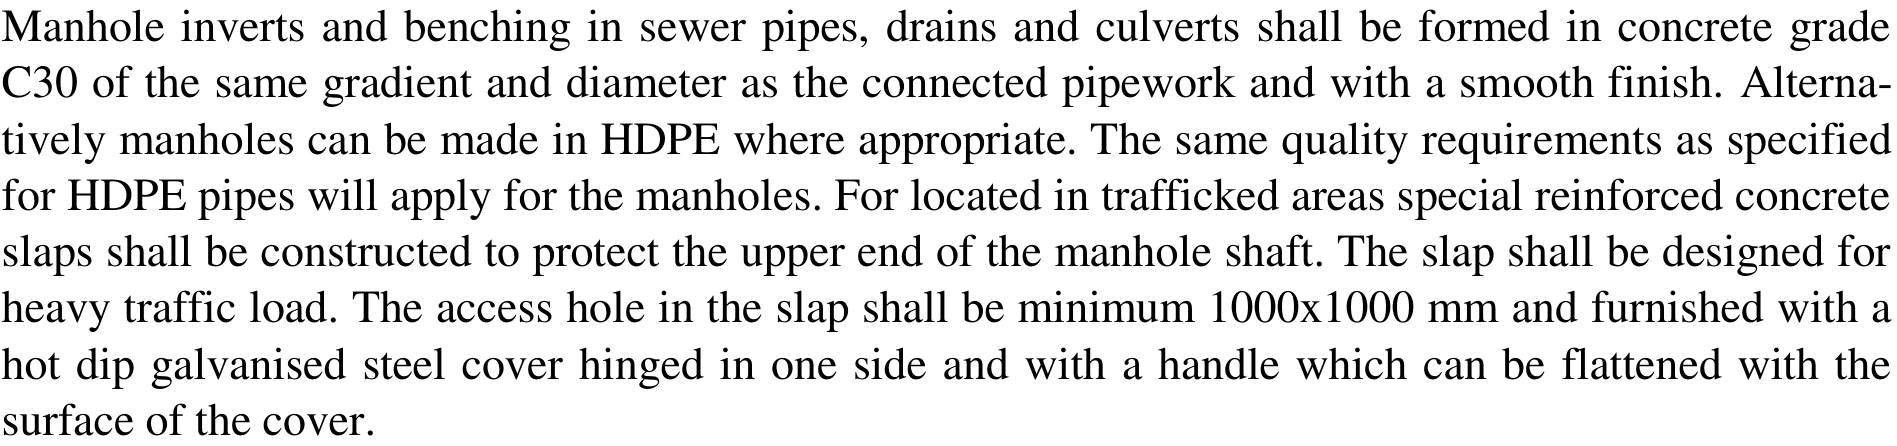 Manhole inverts and benching in sewer pipes, drains and culverts shall be formed in concrete grade
C30 of the same gradient and diameter as the connected pipework and with a smooth finish. Alterna-
tively manholes can be made in HDPE where appropriate. The same quality requirements as specified
for HDPE pipes will apply for the manholes. For located in trafficked areas special reinforced concrete
slaps shall be constructed to protect the upper end of the manhole shaft. The slap shall be designed for
heavy traffic load. The access hole in the slap shall be minimum 1000x1000 mm and furnished with a
hot dip galvanised steel cover hinged in one side and with a handle which can be flattened with the
surface of the cover.